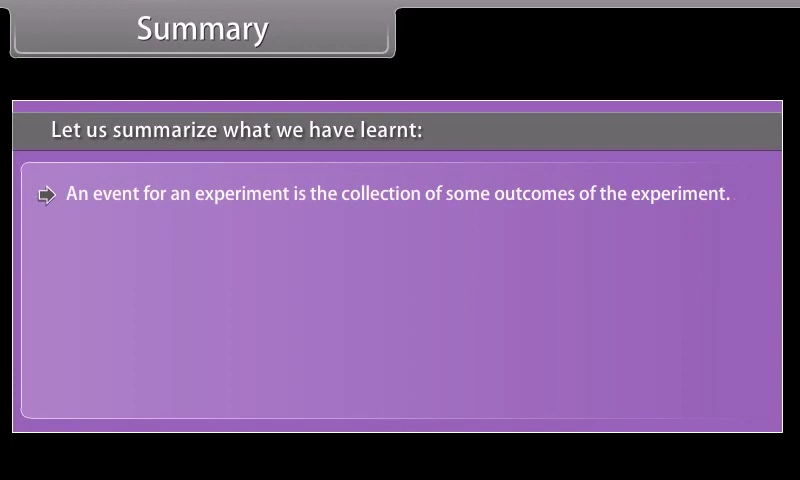 Summary
Let us summarize what we have learnt:
An event for an experiment is the collection of some outcomes of the experiment.